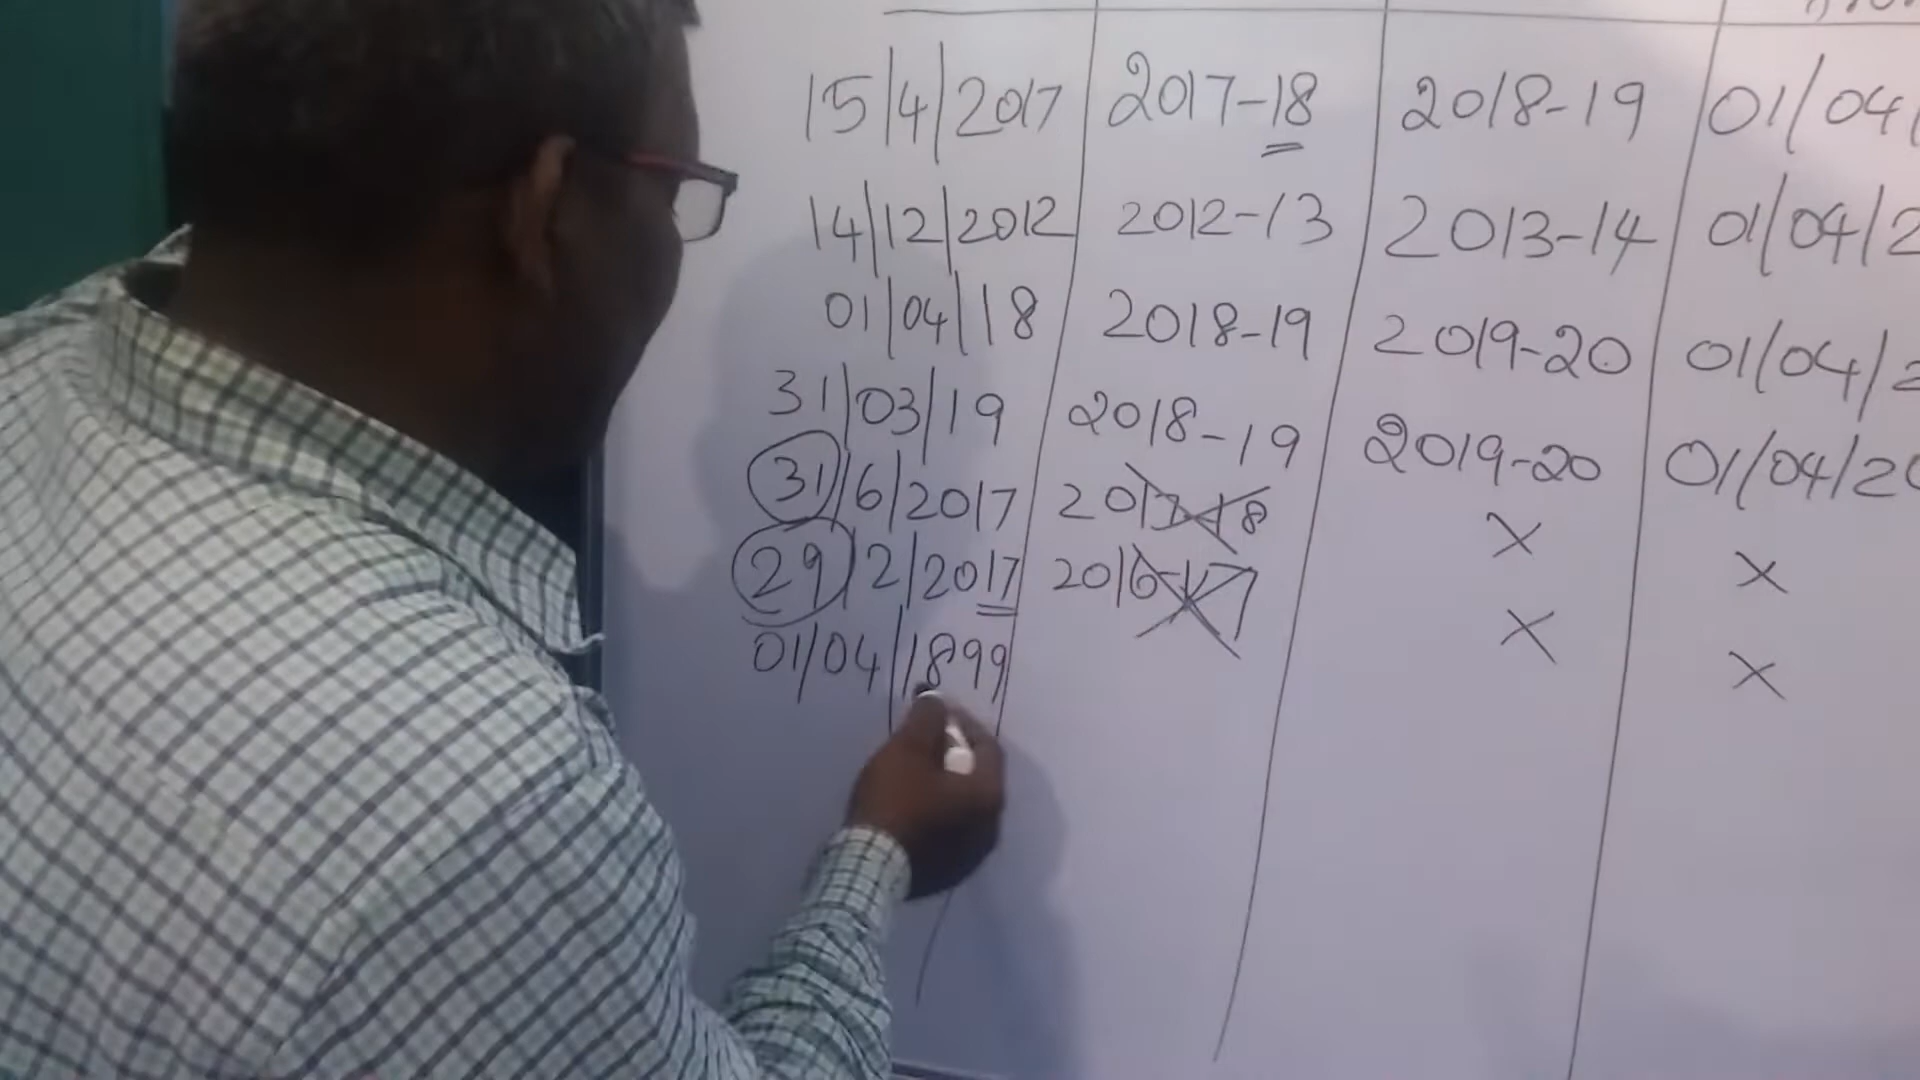 15/4/2017 2017-18 2018-19 01/04/
14/12/2012 2012-13 2013-14 01/04/2
01/04/18 2018-19 2019-20 01/04/2
31/03/19 2018-19 2019-20 01/04/20
31/6/2017 2017-18 X X
29/2/2017 2016-17 X X
01/04/1899